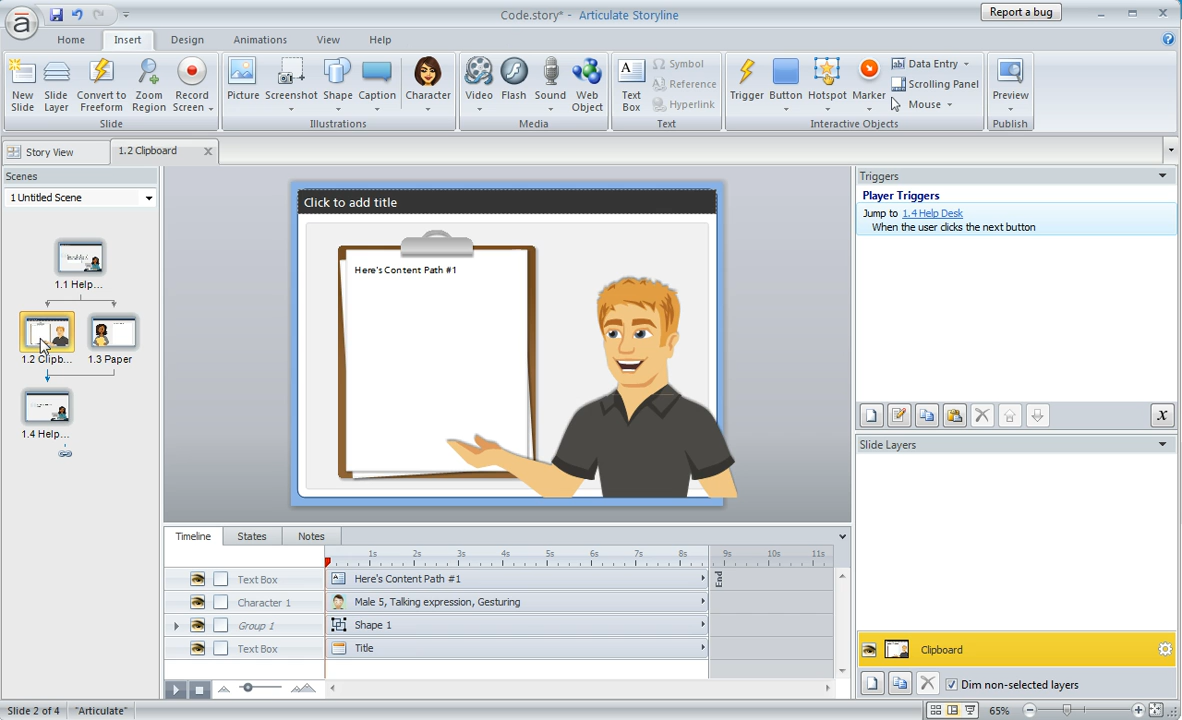 Code.story* - Articulate Storyline
Report a bug
Home
Insert
Design
Animations
View
Help
New Slide
Slide Layer
Convert to Freeform
Zoom Region
Record Screen
Slide
Picture
Screenshot
Shape
Caption
Character
Illustrations
Video
Flash
Sound
Web Object
Media
Text Box
Symbol
Reference
Hyperlink
Text
Trigger
Button
Hotspot
Marker
Data Entry
Scrolling Panel
Mouse
Interactive Objects
Preview
Publish
Story View
1.2 Clipboard
Scenes
1 Untitled Scene
1.1 Help...
1.2 Clipb...
1.3 Paper
1.4 Help...
Click to add title
Here's Content Path #1
Triggers
Player Triggers
Jump to 1.4 Help Desk
When the user clicks the next button
x
Slide Layers
Clipboard
Dim non-selected layers
Timeline
States
Notes
1s 2s 3s 4s 5s 6s 7s 8s 9s 10s 11s
End
Text Box
Here's Content Path #1
Character 1
Male 5, Talking expression, Gesturing
Group 1
Shape 1
Text Box
Title
Slide 2 of 4
"Articulate"
65%